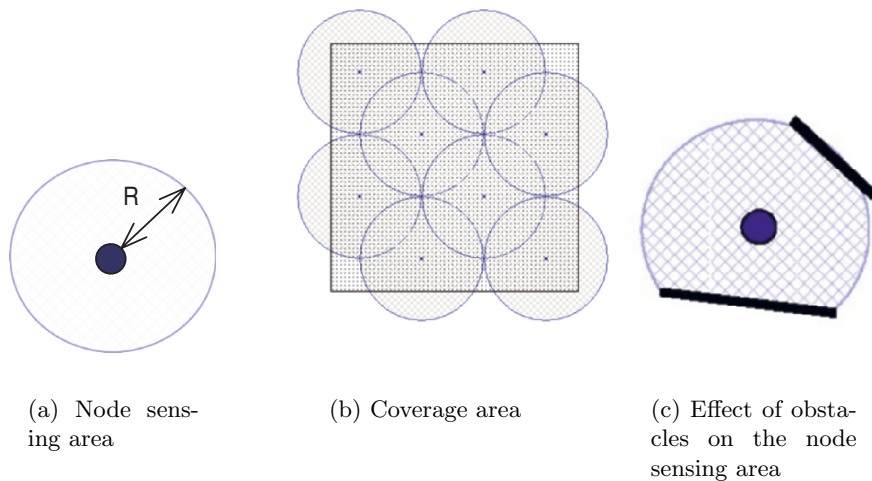 R
(a) Node sens-
ing area
(b) Coverage area
(c) Effect of obsta-
cles on the node
sensing area